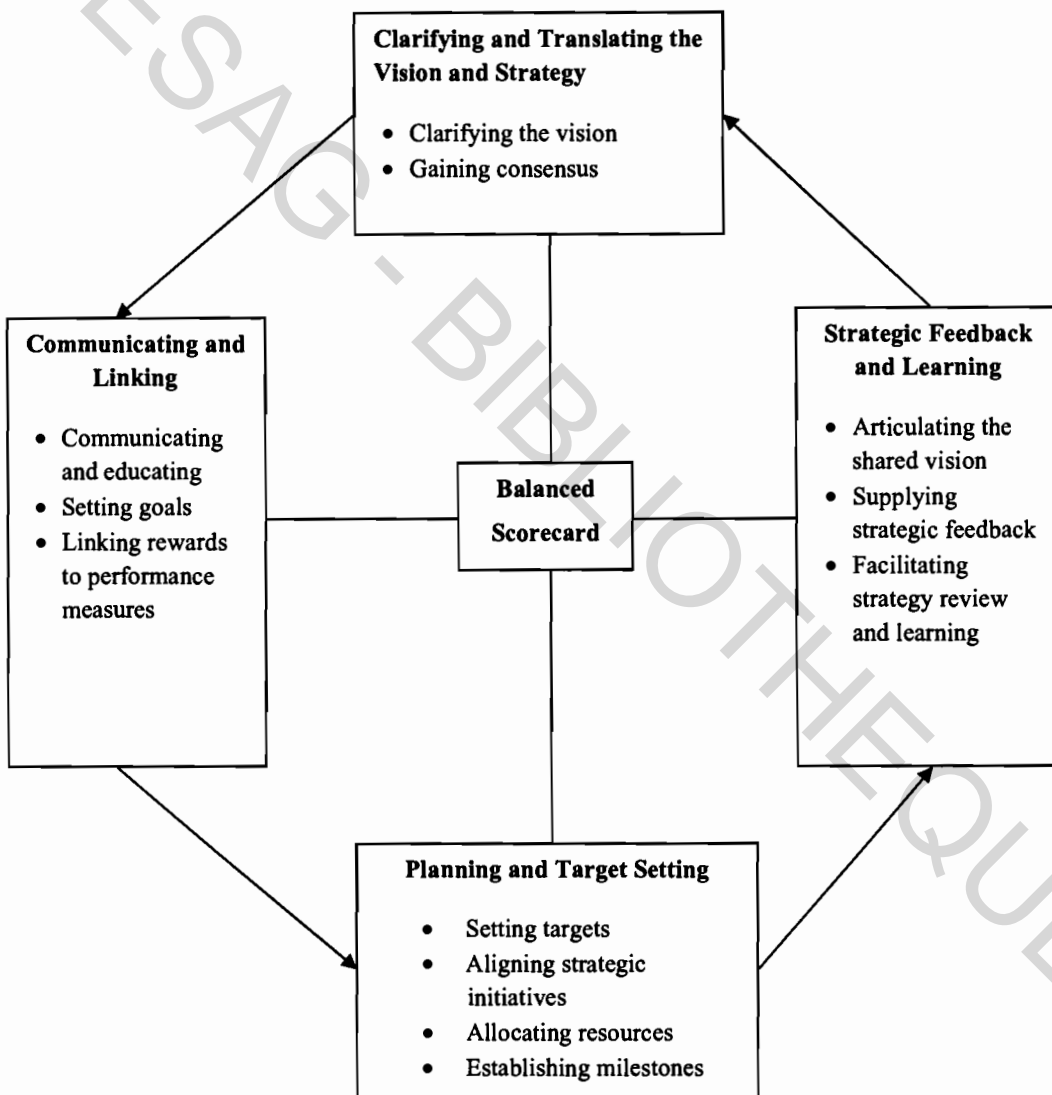 Clarifying and Translating the
Vision and Strategy
• Clarifying the vision
• Gaining consensus
Communicating and
Linking
• Communicating
and educating
• Setting goals
• Linking rewards
to performance
measures
Balanced
Scorecard
Strategic Feedback
and Learning
• Articulating the
shared vision
• Supplying
strategic feedback
• Facilitating
strategy review
and learning
Planning and Target Setting
• Setting targets
• Aligning strategic
initiatives
• Allocating resources
• Establishing milestones
ESAG - BIBLIOTHEQUE